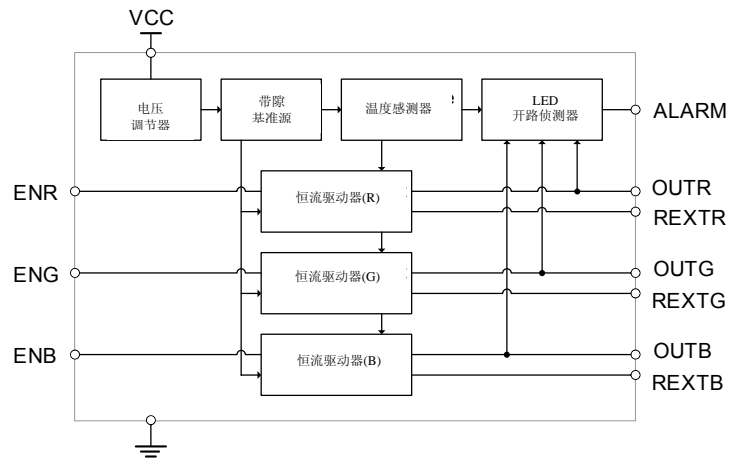 VCC
电压
调节器
带隙
基准源
温度感测器
LED
开路侦测器
ALARM
ENR
恒流驱动器(R)
OUTR
REXTR
ENG
恒流驱动器(G)
OUTG
REXTG
ENB
恒流驱动器(B)
OUTB
REXTB